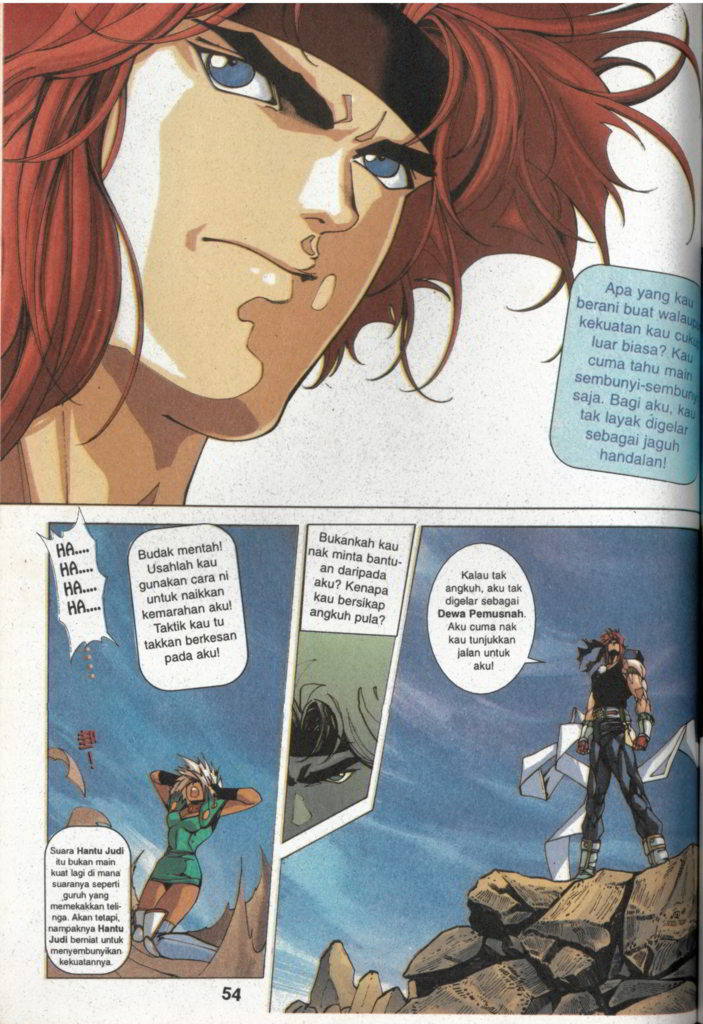 Apa yang kau
berani buat walaupun
kekuatan kau cukup
luar biasa? Kau
cuma tahu main
sembunyi-sembunyi
saja. Bagi aku, kau
tak layak digelar
sebagai jaguh
handalan!
HA....
HA....
HA....
HA....
Budak mentah!
Usahlah kau
gunakan cara ni
untuk naikkan
kemarahan aku!
Taktik kau tu
takkan berkesan
pada aku!
Bukankah kau
nak minta bantu-
an daripada
aku? Kenapa
kau bersikap
angkuh pula?
Kalau tak
angkuh, aku tak
digelar sebagai
Dewa Pemusnah.
Aku cuma nak
kau tunjukkan
jalan untuk
aku!
Suara Hantu Judi
itu bukan main
kuat lagi di mana
suaranya seperti
guruh yang
memekakkan teli-
nga. Akan tetapi,
nampaknya Hantu
Judi berniat untuk
menyembunyikan
kekuatannya.
54